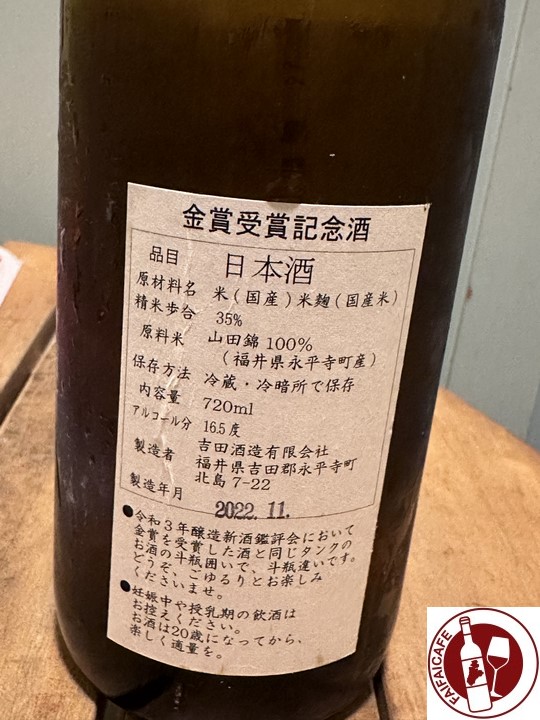 金賞受賞記念酒
品目 日本酒
原材料名 米(国産)米麹(国産米)
精米歩合 35%
原料米 山田錦100%
(福井県永平寺町産)
保存方法 冷蔵・冷暗所で保存
内容量 720ml
アルコール分 16.5度
製造者 吉田酒造有限会社
福井県吉田郡永平寺町
北島7-22
製造年月 2022.11.
●令和3年醸造新酒鑑評会において
金賞を受賞した酒と同じタンクの
お酒の斗瓶囲いで、斗瓶違いです。
どうぞ、ごゆるりとお楽しみ
くださいませ。
●妊娠中や授乳期の飲酒は
お控えください。
お酒は20歳になってから、
楽しく適量を。
FAIFAICAFE